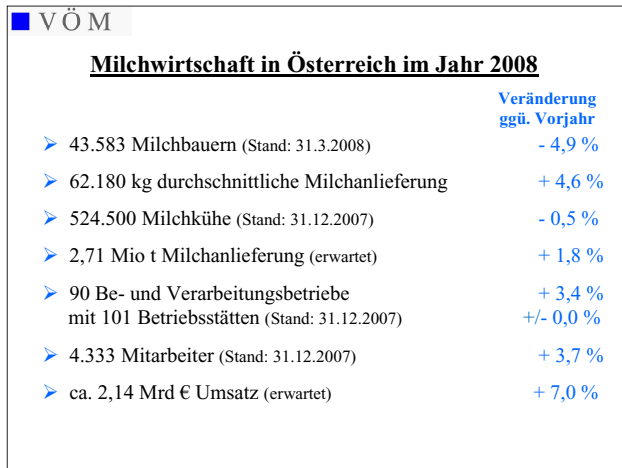 VÖM
Milchwirtschaft in Österreich im Jahr 2008
Veränderung
ggü. Vorjahr
➢ 43.583 Milchbauern (Stand: 31.3.2008) - 4,9 %
➢ 62.180 kg durchschnittliche Milchanlieferung + 4,6 %
➢ 524.500 Milchkühe (Stand: 31.12.2007) - 0,5 %
➢ 2,71 Mio t Milchanlieferung (erwartet) + 1,8 %
➢ 90 Be- und Verarbeitungsbetriebe + 3,4 %
mit 101 Betriebsstätten (Stand: 31.12.2007) +/- 0,0 %
➢ 4.333 Mitarbeiter (Stand: 31.12.2007) + 3,7 %
➢ ca. 2,14 Mrd € Umsatz (erwartet) + 7,0 %